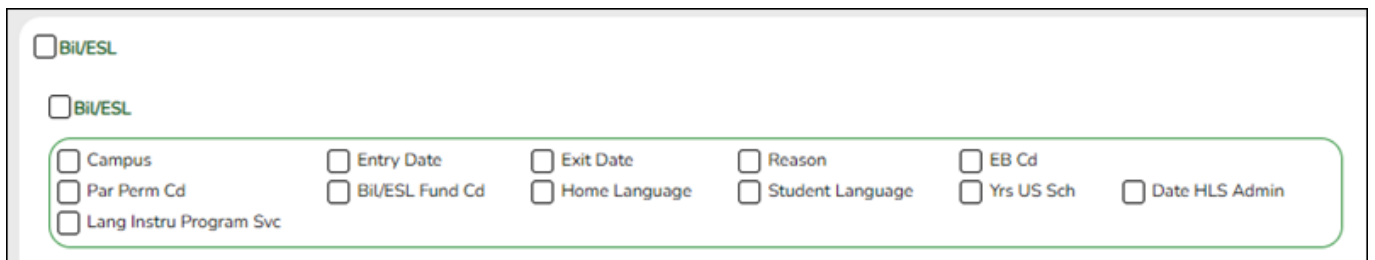 Bil/ESL
Bil/ESL
Campus Entry Date Exit Date Reason EB Cd
Par Perm Cd Bil/ESL Fund Cd Home Language Student Language Yrs US Sch Date HLS Admin
Lang Instru Program Svc